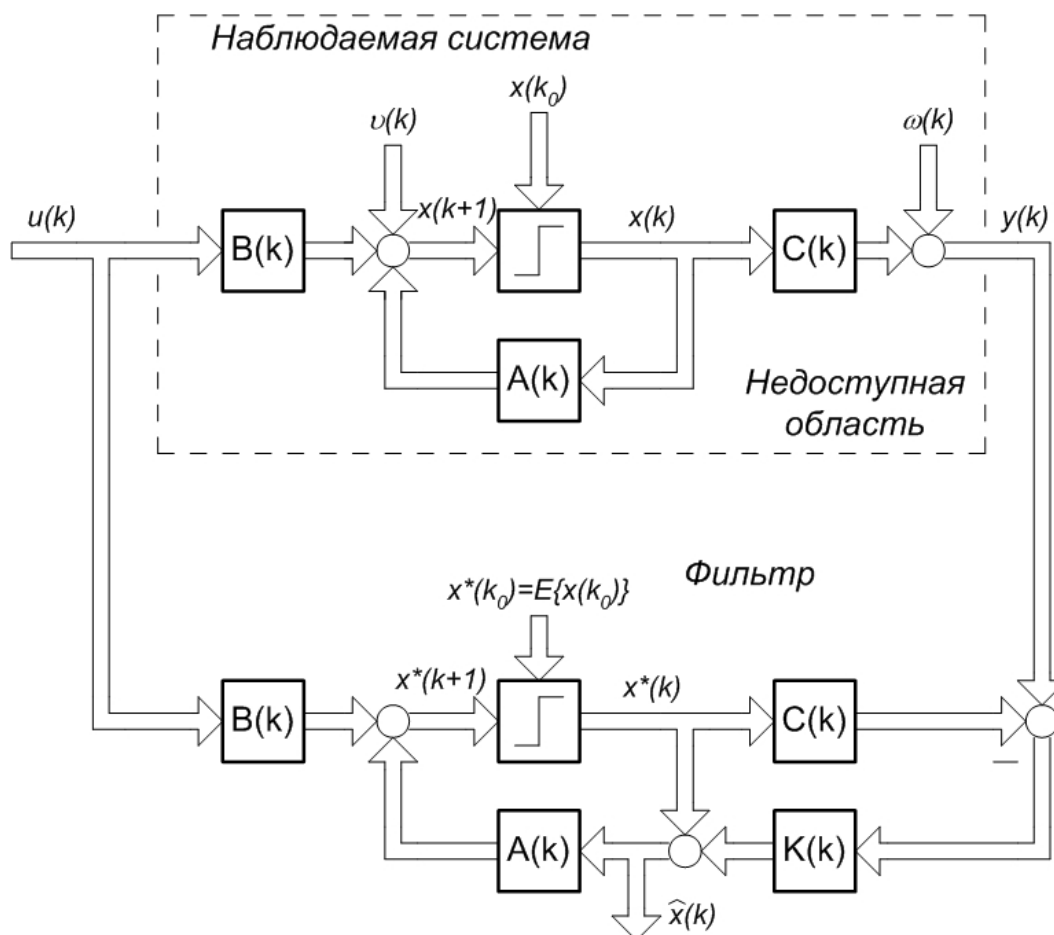 Наблюдаемая система
x(k₀)
υ(k)
ω(k)
u(k)
x(k+1)
x(k)
y(k)
B(k)
C(k)
A(k)
Недоступная
область
Фильтр
x*(k₀)=E{x(k₀)}
x*(k+1)
x*(k)
B(k)
C(k)
—
A(k)
K(k)
x̂(k)